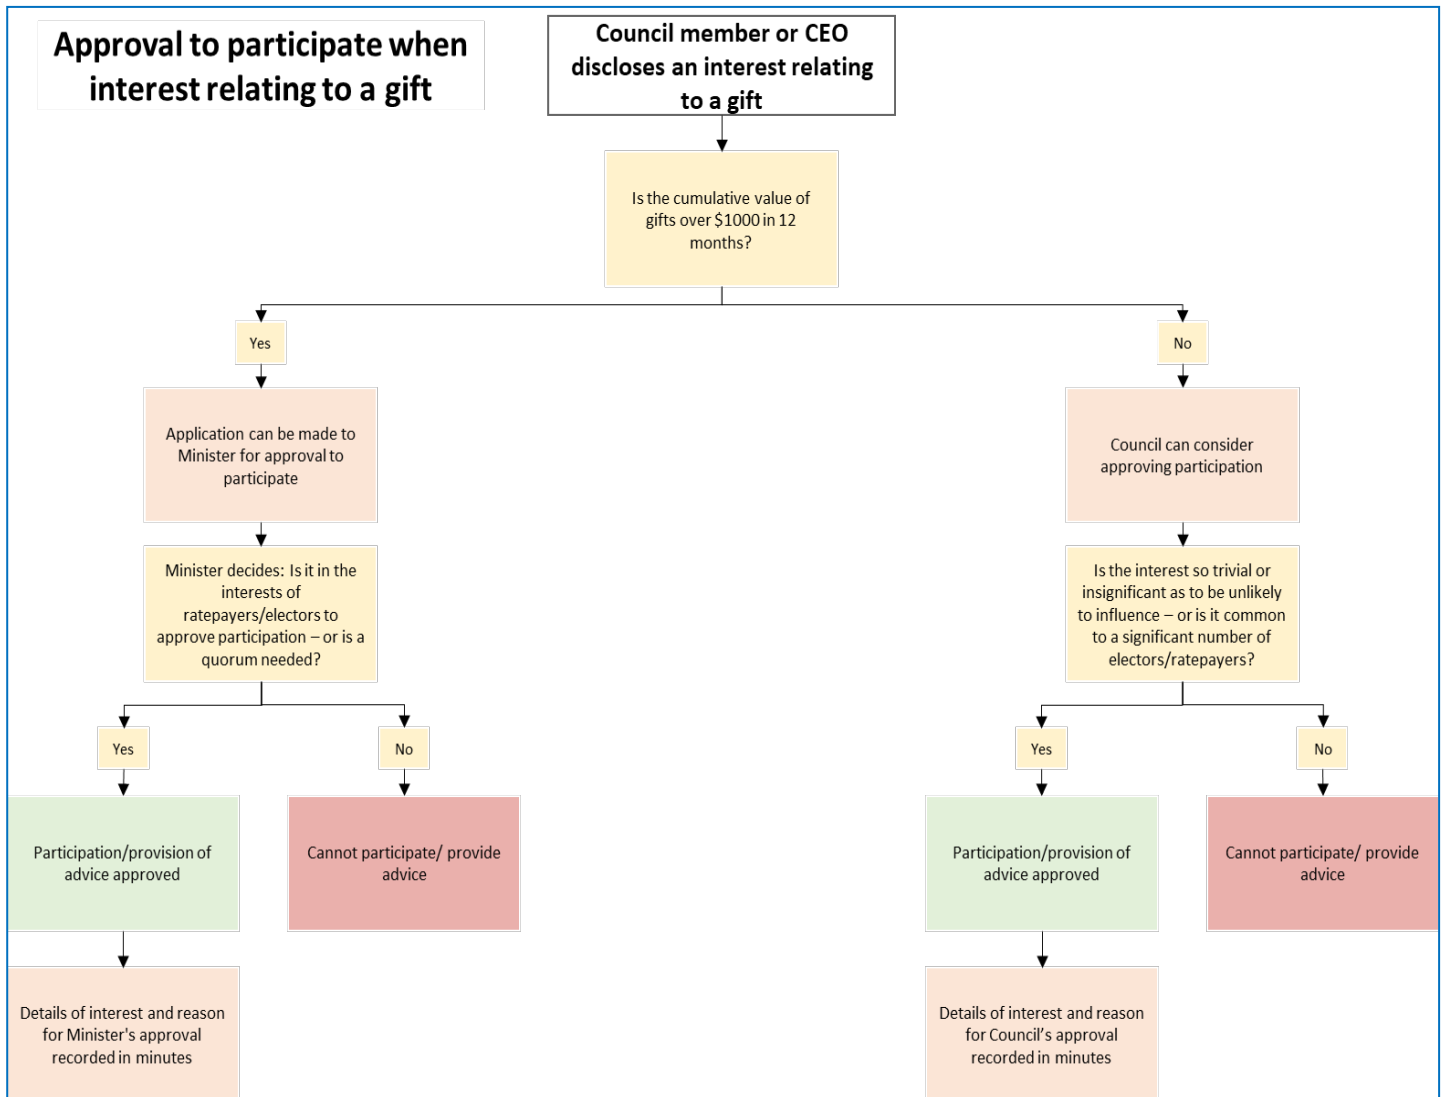 Approval to participate when
interest relating to a gift
Council member or CEO
discloses an interest relating
to a gift
Is the cumulative value of
gifts over $1000 in 12
months?
Yes
No
Application can be made to
Minister for approval to
participate
Council can consider
approving participation
Minister decides: Is it in the
interests of
ratepayers/electors to
approve participation – or is a
quorum needed?
Is the interest so trivial or
insignificant as to be unlikely
to influence – or is it common
to a significant number of
electors/ratepayers?
Yes
No
Yes
No
Participation/provision of
advice approved
Cannot participate/ provide
advice
Participation/provision of
advice approved
Cannot participate/ provide
advice
Details of interest and reason
for Minister's approval
recorded in minutes
Details of interest and reason
for Council’s approval
recorded in minutes